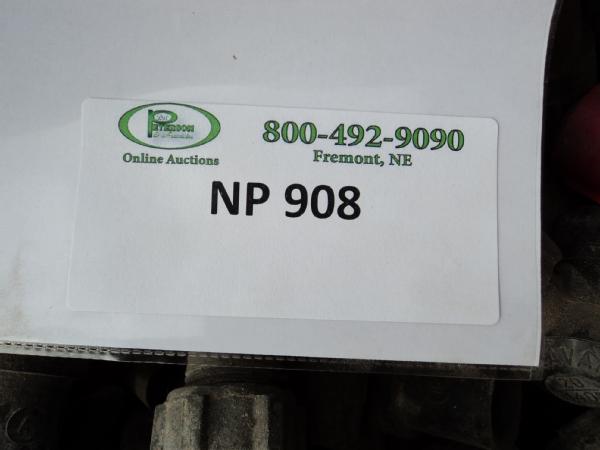 PETERSON
Online Auctions
800-492-9090
Fremont, NE
NP 908